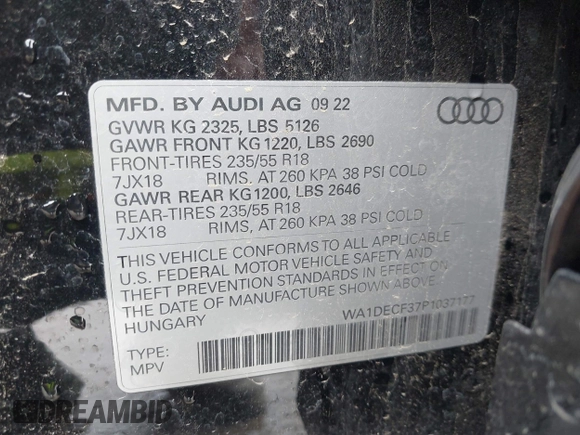 MFD. BY AUDI AG 09 22
GVWR KG 2325, LBS 5126
GAWR FRONT KG 1220, LBS 2690
FRONT-TIRES 235/55 R18
7JX18 RIMS, AT 260 KPA 38 PSI COLD
GAWR REAR KG 1200, LBS 2646
REAR-TIRES 235/55 R18
7JX18 RIMS, AT 260 KPA 38 PSI COLD
THIS VEHICLE CONFORMS TO ALL APPLICABLE
U.S. FEDERAL MOTOR VEHICLE SAFETY AND
THEFT PREVENTION STANDARDS IN EFFECT ON
THE DATE OF MANUFACTURE SHOWN ABOVE.
HUNGARY
WA1DECF37P1037177
TYPE:
MPV
DREAMBID